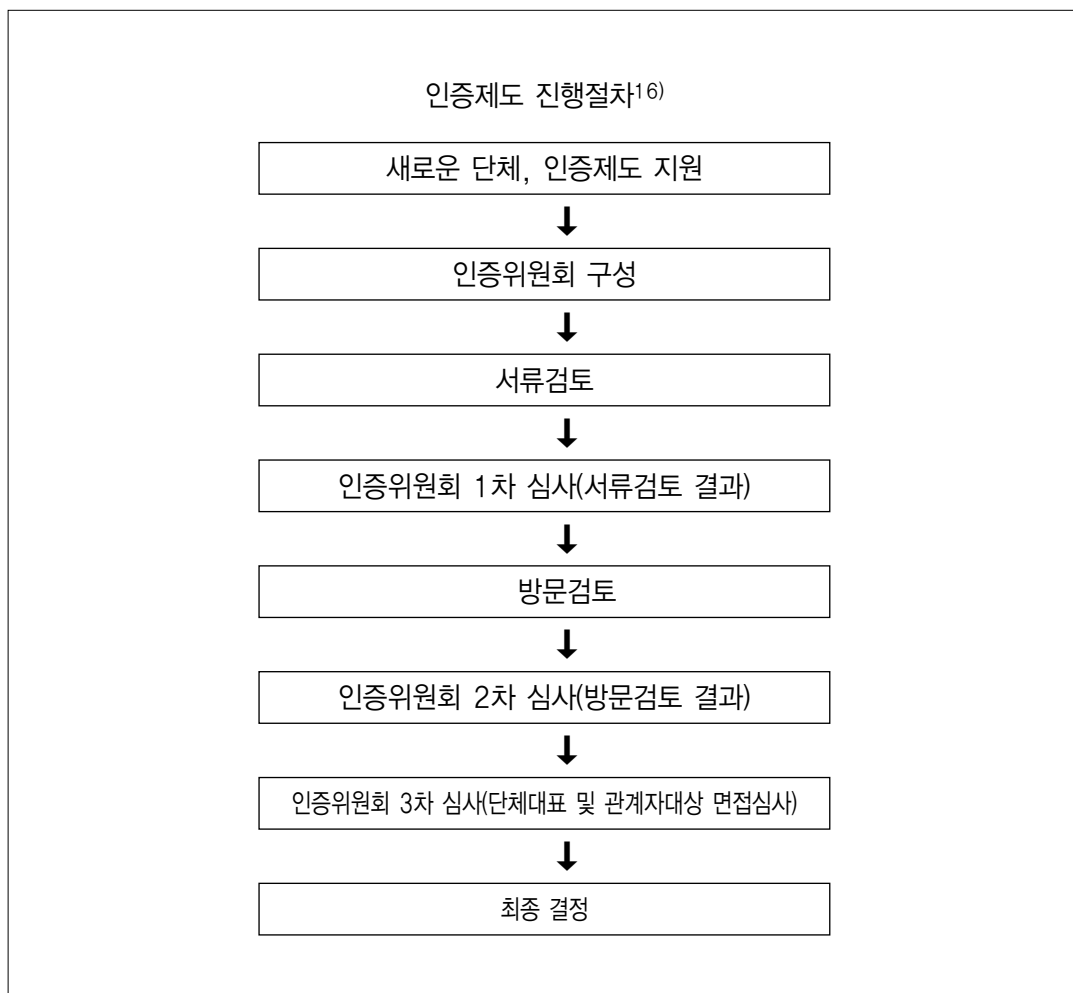 인증제도 진행절차16)
새로운 단체, 인증제도 지원
⬇
인증위원회 구성
⬇
서류검토
⬇
인증위원회 1차 심사(서류검토 결과)
⬇
방문검토
⬇
인증위원회 2차 심사(방문검토 결과)
⬇
인증위원회 3차 심사(단체대표 및 관계자대상 면접심사)
⬇
최종 결정